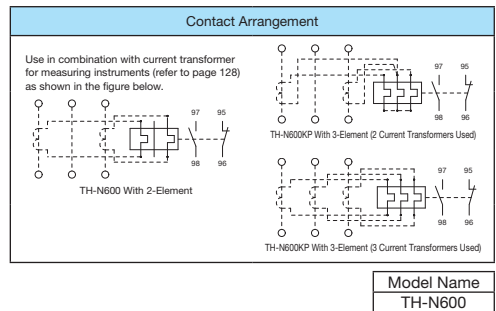 Contact Arrangement
Use in combination with current transformer
for measuring instruments (refer to page 128)
as shown in the figure below.
97 95
98 96
TH-N600 With 2-Element
97 95
98 96
TH-N600KP With 3-Element (2 Current Transformers Used)
97 95
98 96
TH-N600KP With 3-Element (3 Current Transformers Used)
Model Name
TH-N600